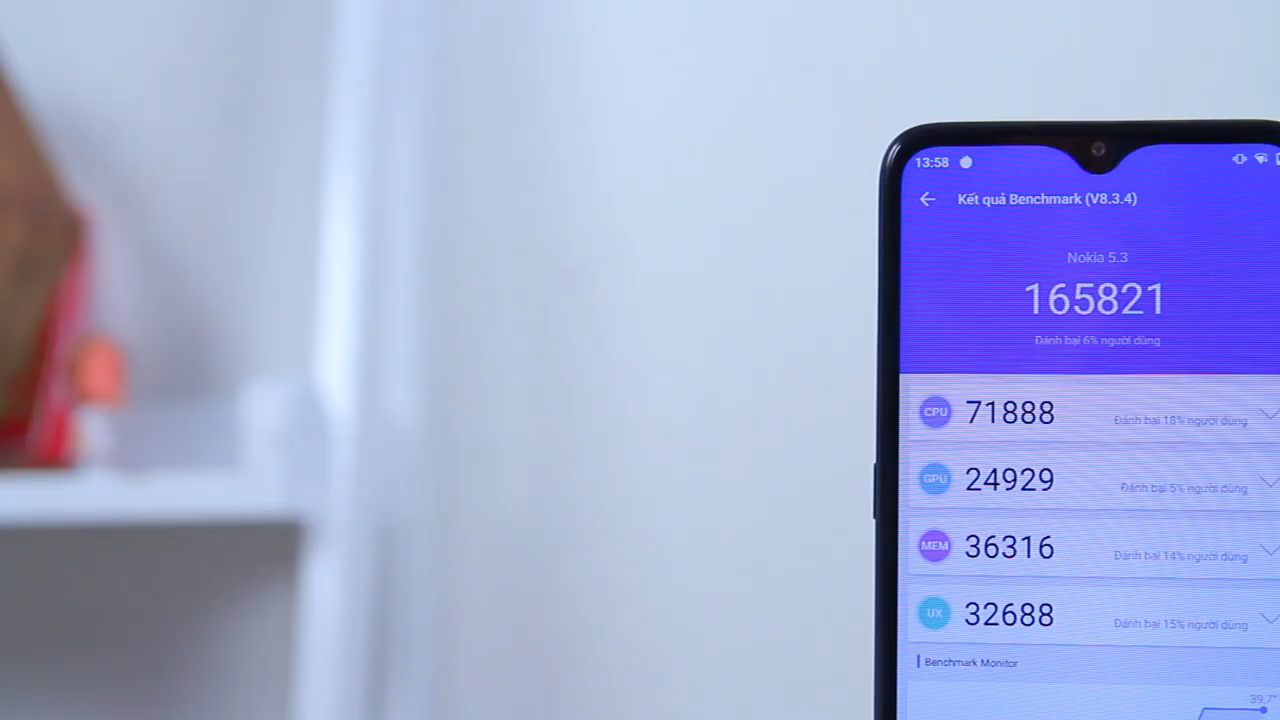 13:58
Kết quả Benchmark (V8.3.4)
Nokia 5.3
165821
Đánh bại 6% người dùng
CPU 71888 Đánh bại 18% người dùng
GPU 24929 Đánh bại 5% người dùng
MEM 36316 Đánh bại 14% người dùng
UX 32688 Đánh bại 15% người dùng
Benchmark Monitor
39,7°